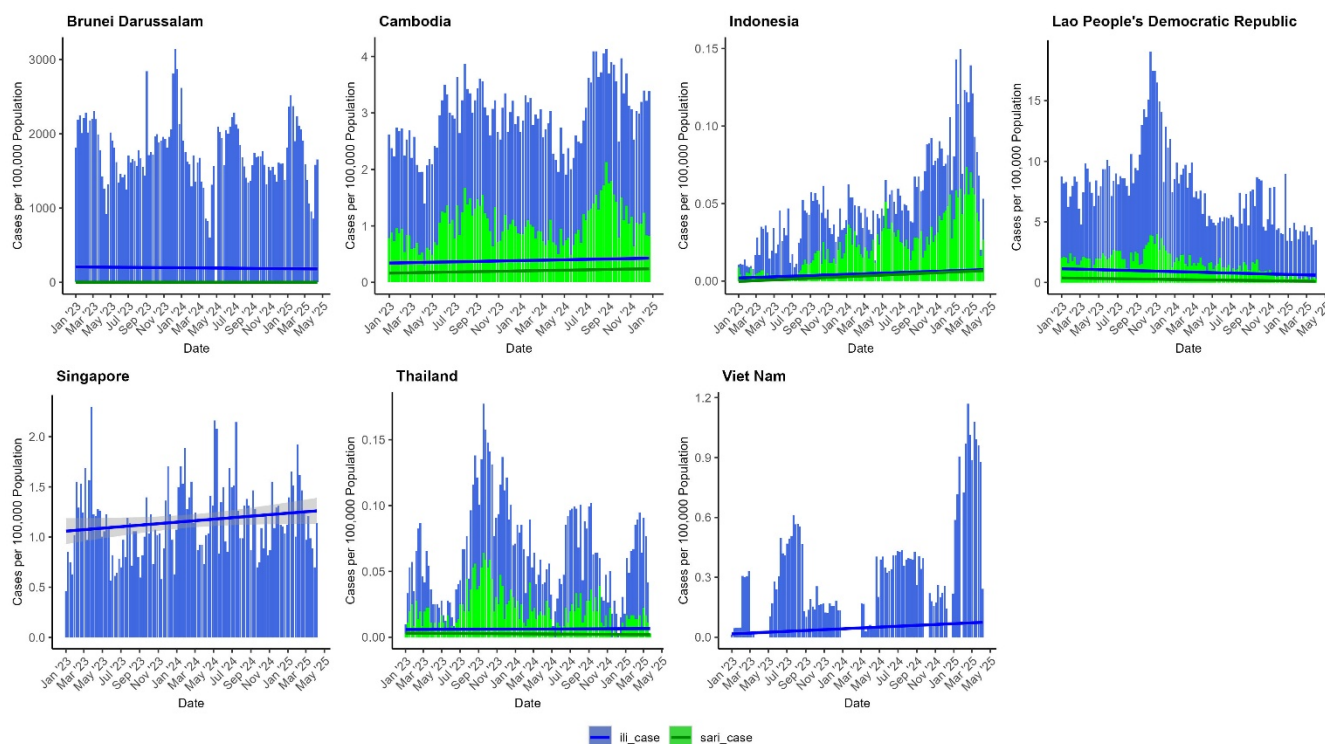 Brunei Darussalam
Cases per 100,000 Population
3000
2000
1000
0
Jan '23
Mar '23
May '23
Jul '23
Sep '23
Nov '23
Jan '24
Mar '24
May '24
Jul '24
Sep '24
Nov '24
Jan '25
Mar '25
May '25
Date
Cambodia
Cases per 100,000 Population
4
3
2
1
0
Jan '23
Mar '23
May '23
Jul '23
Sep '23
Nov '23
Jan '24
Mar '24
May '24
Jul '24
Sep '24
Nov '24
Jan '25
Date
Indonesia
Cases per 100,000 Population
0.15
0.10
0.05
0.00
Jan '23
Mar '23
May '23
Jul '23
Sep '23
Nov '23
Jan '24
Mar '24
May '24
Jul '24
Sep '24
Nov '24
Jan '25
Mar '25
May '25
Date
Lao People's Democratic Republic
Cases per 100,000 Population
15
10
5
0
Jan '23
Mar '23
May '23
Jul '23
Sep '23
Nov '23
Jan '24
Mar '24
May '24
Jul '24
Sep '24
Nov '24
Jan '25
Mar '25
May '25
Date
Singapore
Cases per 100,000 Population
2.0
1.5
1.0
0.5
0.0
Jan '23
Mar '23
May '23
Jul '23
Sep '23
Nov '23
Jan '24
Mar '24
May '24
Jul '24
Sep '24
Nov '24
Jan '25
Mar '25
May '25
Date
Thailand
Cases per 100,000 Population
0.15
0.10
0.05
0.00
Jan '23
Mar '23
May '23
Jul '23
Sep '23
Nov '23
Jan '24
Mar '24
May '24
Jul '24
Sep '24
Nov '24
Jan '25
Mar '25
May '25
Date
Viet Nam
Cases per 100,000 Population
1.2
0.9
0.6
0.3
0.0
Jan '23
Mar '23
May '23
Jul '23
Sep '23
Nov '23
Jan '24
Mar '24
May '24
Jul '24
Sep '24
Nov '24
Jan '25
Mar '25
May '25
Date
ili_case
sari_case